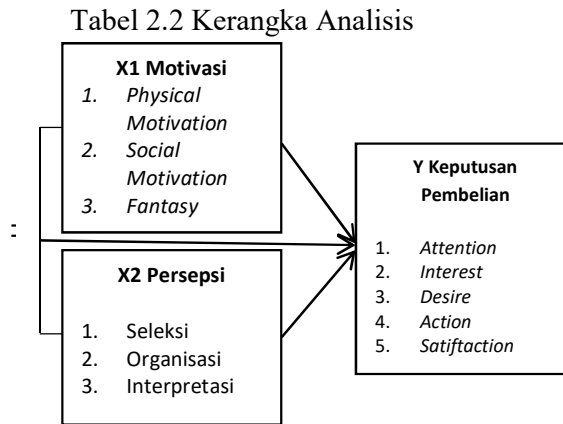 Tabel 2.2 Kerangka Analisis
X1 Motivasi
1. Physical
Motivation
2. Social
Motivation
3. Fantasy
X2 Persepsi
1. Seleksi
2. Organisasi
3. Interpretasi
Y Keputusan
Pembelian
1. Attention
2. Interest
3. Desire
4. Action
5. Satiftaction